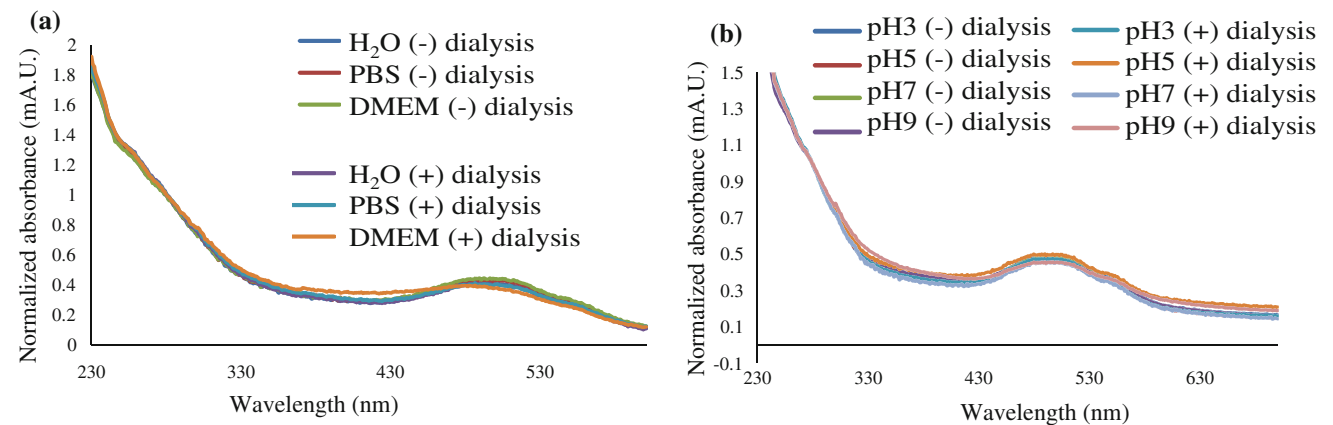 (a)
H₂O (-) dialysis
PBS (-) dialysis
DMEM (-) dialysis
H₂O (+) dialysis
PBS (+) dialysis
DMEM (+) dialysis
Normalized absorbance (mA.U.)
2
1.8
1.6
1.4
1.2
1
0.8
0.6
0.4
0.2
0
230 330 430 530
Wavelength (nm)
(b)
pH3 (-) dialysis pH3 (+) dialysis
pH5 (-) dialysis pH5 (+) dialysis
pH7 (-) dialysis pH7 (+) dialysis
pH9 (-) dialysis pH9 (+) dialysis
Normalized absorbance (mA.U.)
1.5
1.3
1.1
0.9
0.7
0.5
0.3
0.1
-0.1
230 330 430 530 630
Wavelength (nm)